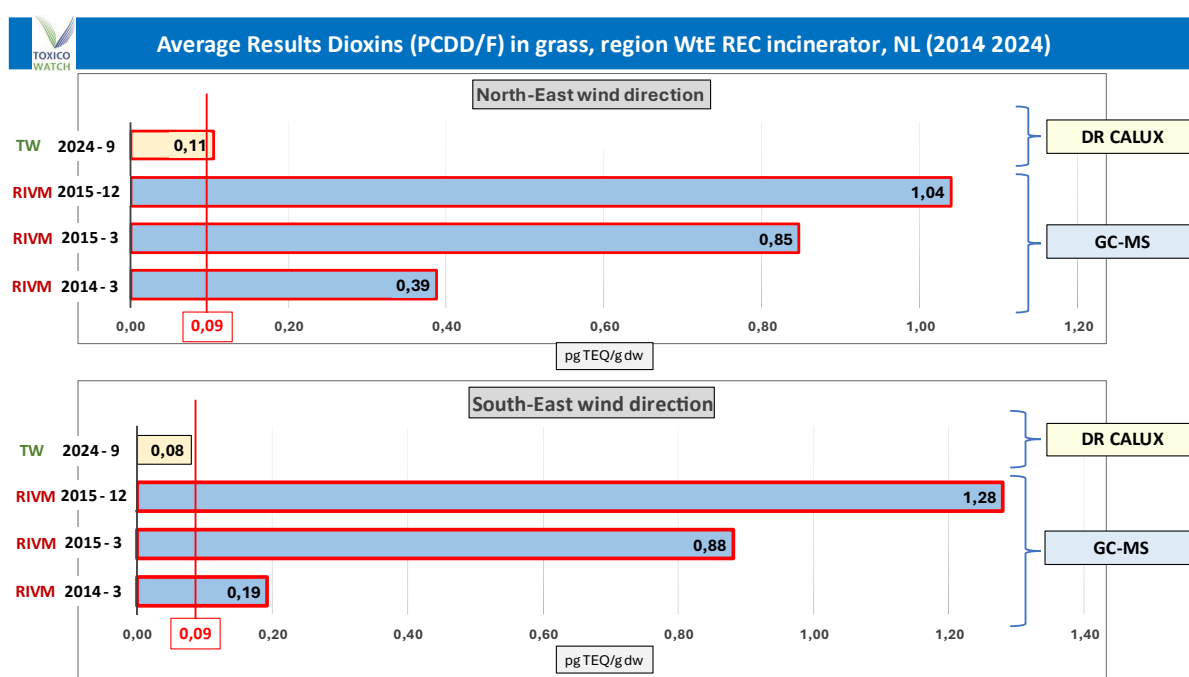 TOXICO
WATCH
Average Results Dioxins (PCDD/F) in grass, region WtE REC incinerator, NL (2014 2024)
North-East wind direction
TW 2024 - 9 0,11
RIVM 2015 -12 1,04
RIVM 2015 - 3 0,85
RIVM 2014 - 3 0,39
DR CALUX
GC-MS
0,00 0,09 0,20 0,40 0,60 0,80 1,00 1,20
pg TEQ/g dw
South-East wind direction
TW 2024 - 9 0,08
RIVM 2015 - 12 1,28
RIVM 2015 - 3 0,88
RIVM 2014 - 3 0,19
DR CALUX
GC-MS
0,00 0,09 0,20 0,40 0,60 0,80 1,00 1,20 1,40
pg TEQ/g dw